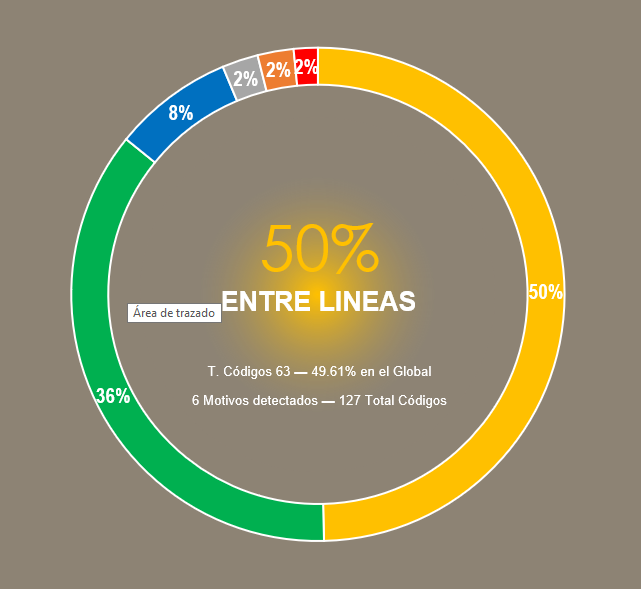 2%
2%
2%
8%
50%
ENTRE LINEAS
50%
Área de trazado
T. Códigos 63 — 49.61% en el Global
36%
6 Motivos detectados — 127 Total Códigos